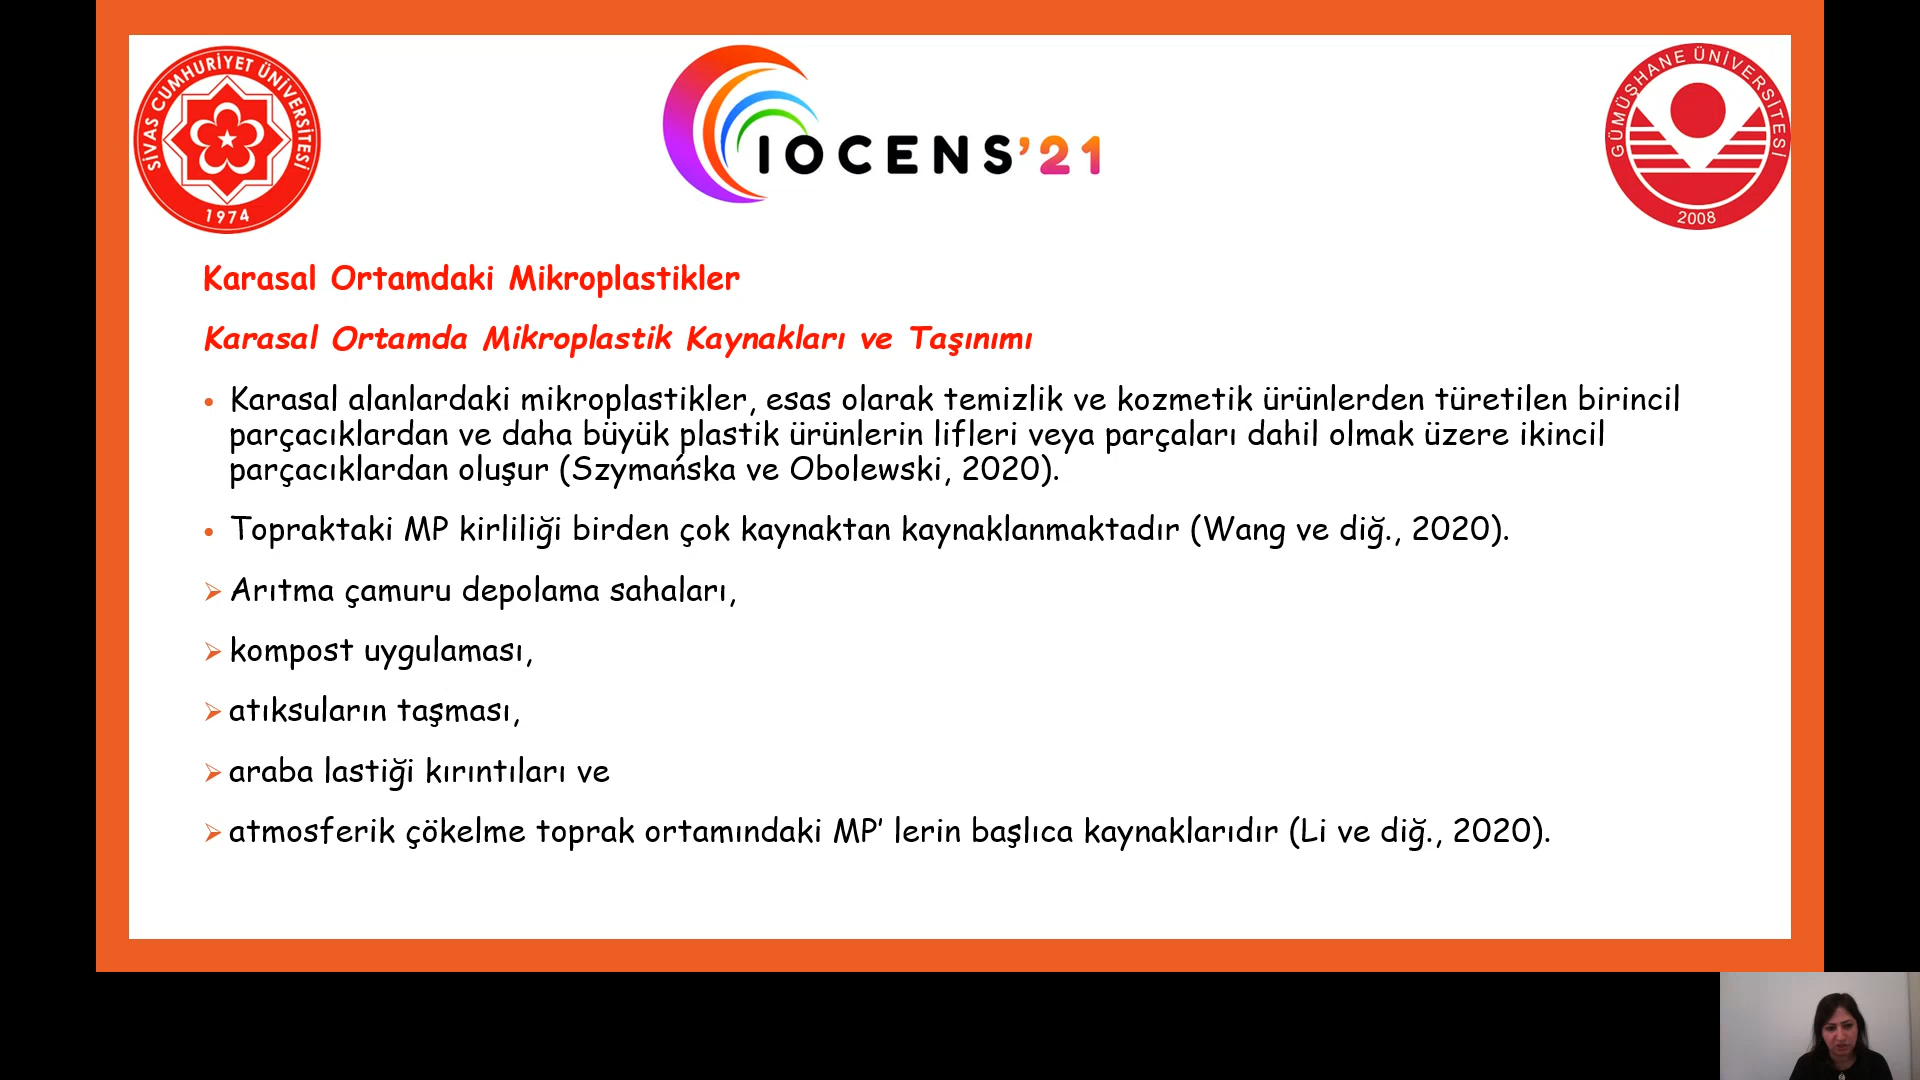 SİVAS CUMHURİYET ÜNİVERSİTESİ
1974
IOCENS'21
GÜMÜŞHANE ÜNİVERSİTESİ
2008
Karasal Ortamdaki Mikroplastikler
Karasal Ortamda Mikroplastik Kaynakları ve Taşınımı
• Karasal alanlardaki mikroplastikler, esas olarak temizlik ve kozmetik ürünlerden türetilen birincil
parçacıklardan ve daha büyük plastik ürünlerin lifleri veya parçaları dahil olmak üzere ikincil
parçacıklardan oluşur (Szymańska ve Obolewski, 2020).
• Topraktaki MP kirliliği birden çok kaynaktan kaynaklanmaktadır (Wang ve diğ., 2020).
➢ Arıtma çamuru depolama sahaları,
➢ kompost uygulaması,
➢ atıksuların taşması,
➢ araba lastiği kırıntıları ve
➢ atmosferik çökelme toprak ortamındaki MP' lerin başlıca kaynaklarıdır (Li ve diğ., 2020).